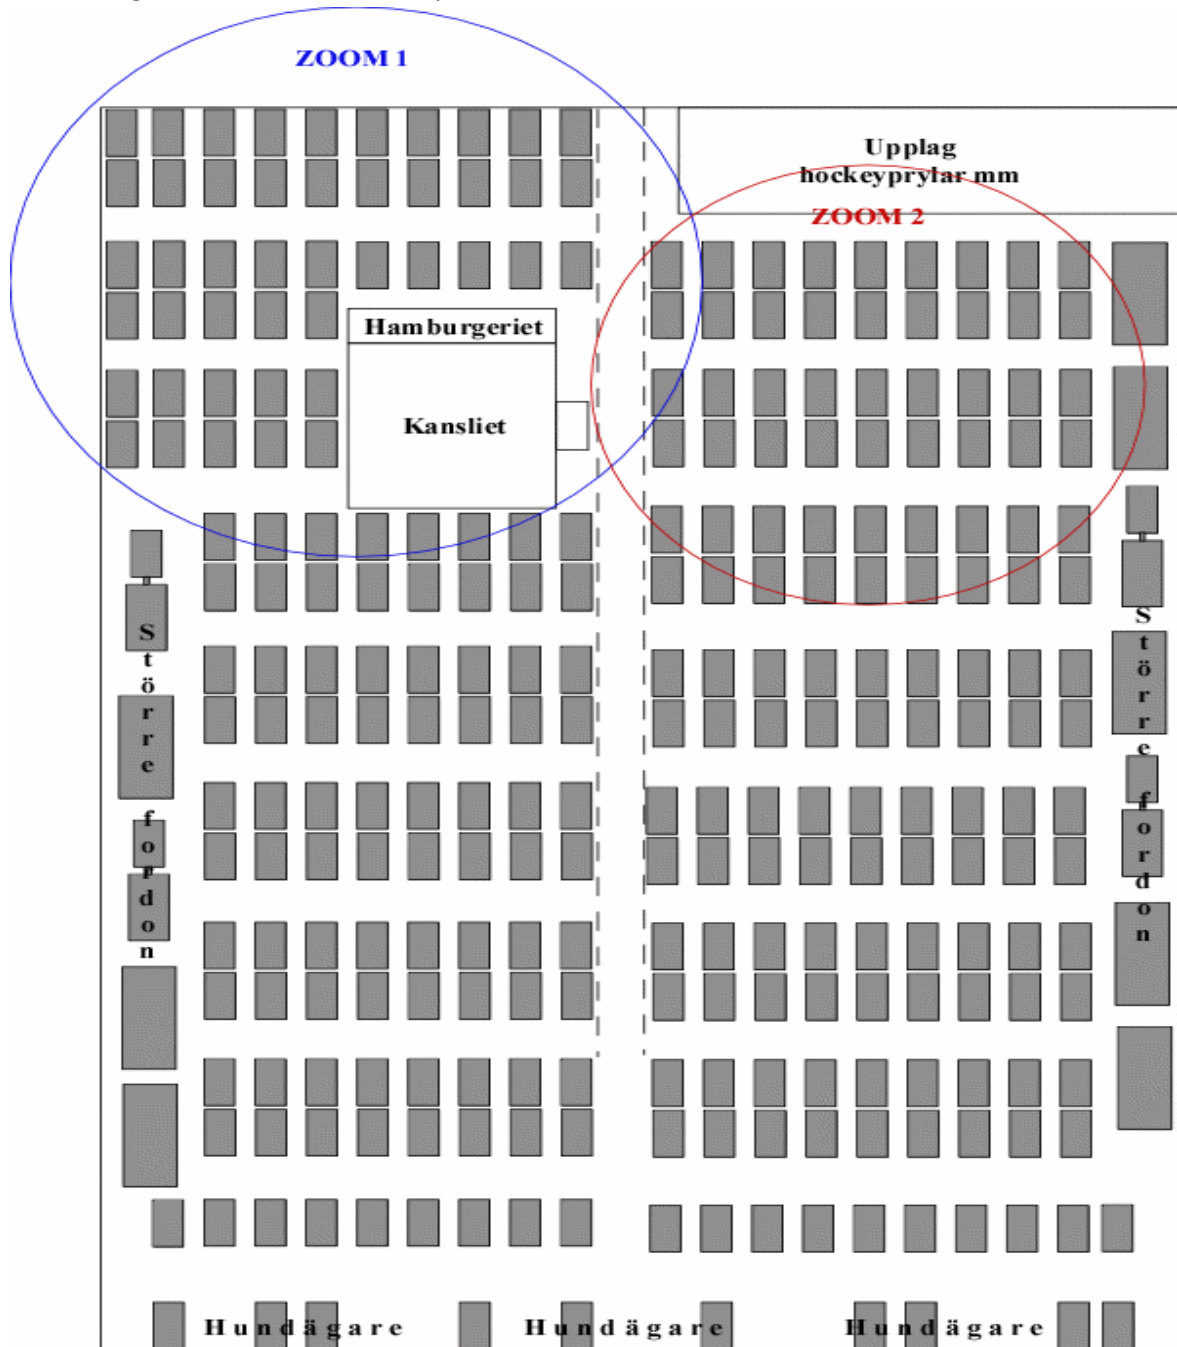 ZOOM 1
Upplag
hockeyprylar mm
ZOOM 2
Hamburgeriet
Kansliet
Större fordon
Större fordon
Hundägare
Hundägare
Hundägare